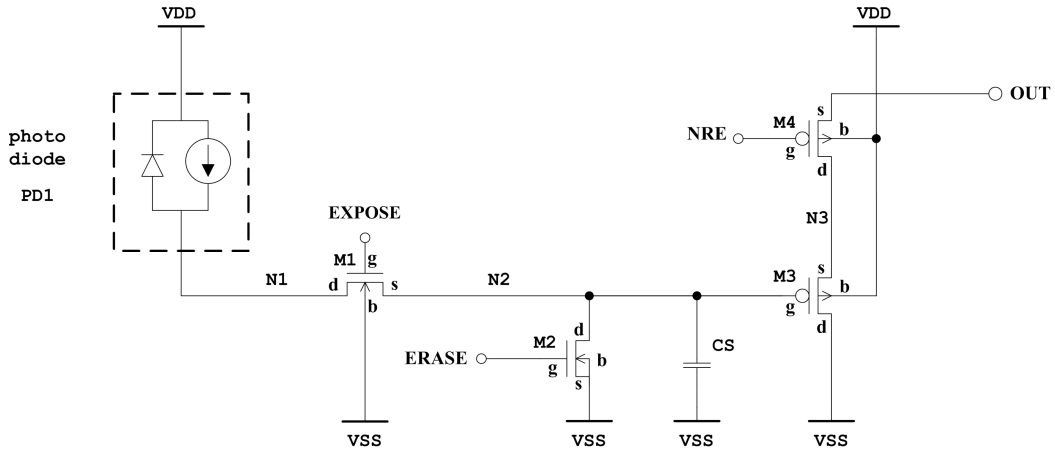 VDD
VDD
OUT
s
M4
b
NRE
g
d
photo
diode
PD1
EXPOSE
N3
M1
g
N1
d
s
N2
b
M3
s
b
g
d
d
M2
b
ERASE
g
s
CS
VSS
VSS
VSS
VSS